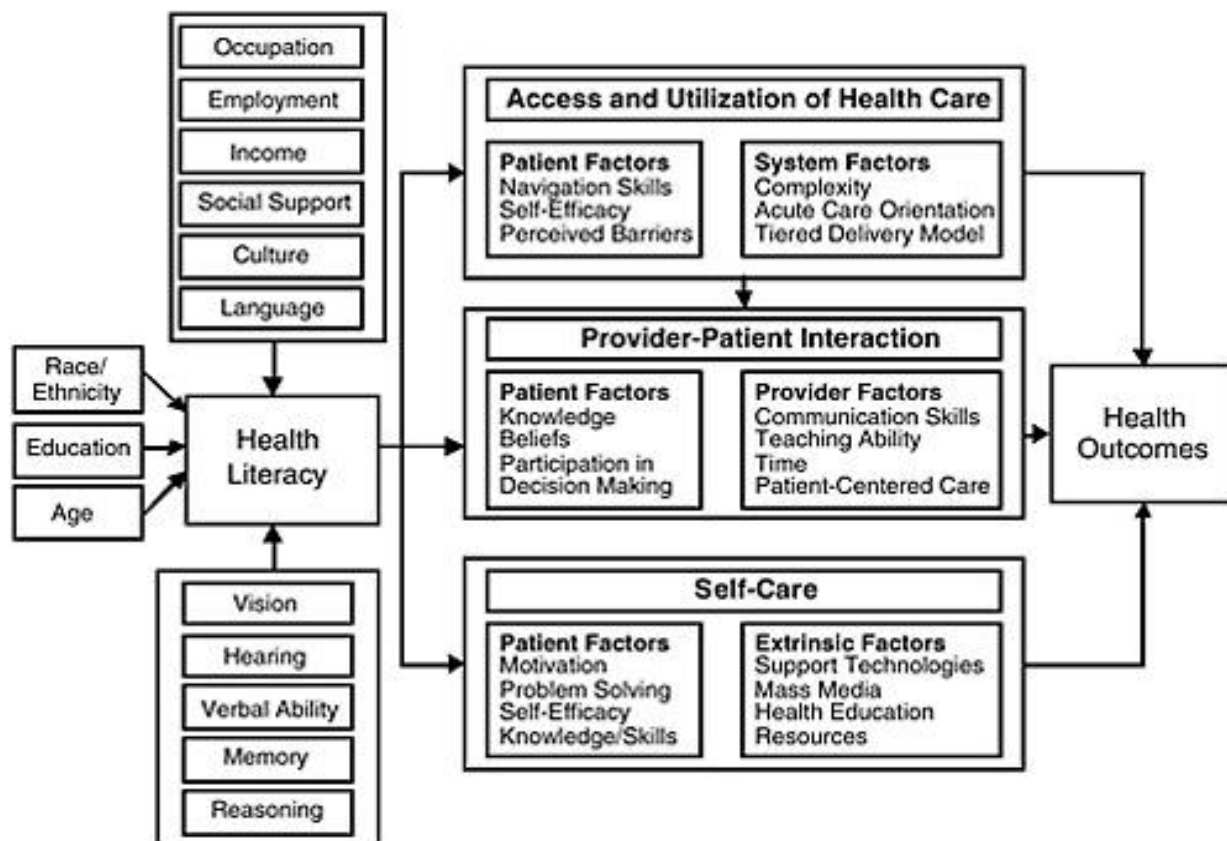 Occupation
Employment
Income
Social Support
Culture
Language
Race/
Ethnicity
Education
Age
Health
Literacy
Vision
Hearing
Verbal Ability
Memory
Reasoning
Access and Utilization of Health Care
Patient Factors
Navigation Skills
Self-Efficacy
Perceived Barriers
System Factors
Complexity
Acute Care Orientation
Tiered Delivery Model
Provider-Patient Interaction
Patient Factors
Knowledge
Beliefs
Participation in
Decision Making
Provider Factors
Communication Skills
Teaching Ability
Time
Patient-Centered Care
Self-Care
Patient Factors
Motivation
Problem Solving
Self-Efficacy
Knowledge/Skills
Extrinsic Factors
Support Technologies
Mass Media
Health Education
Resources
Health
Outcomes